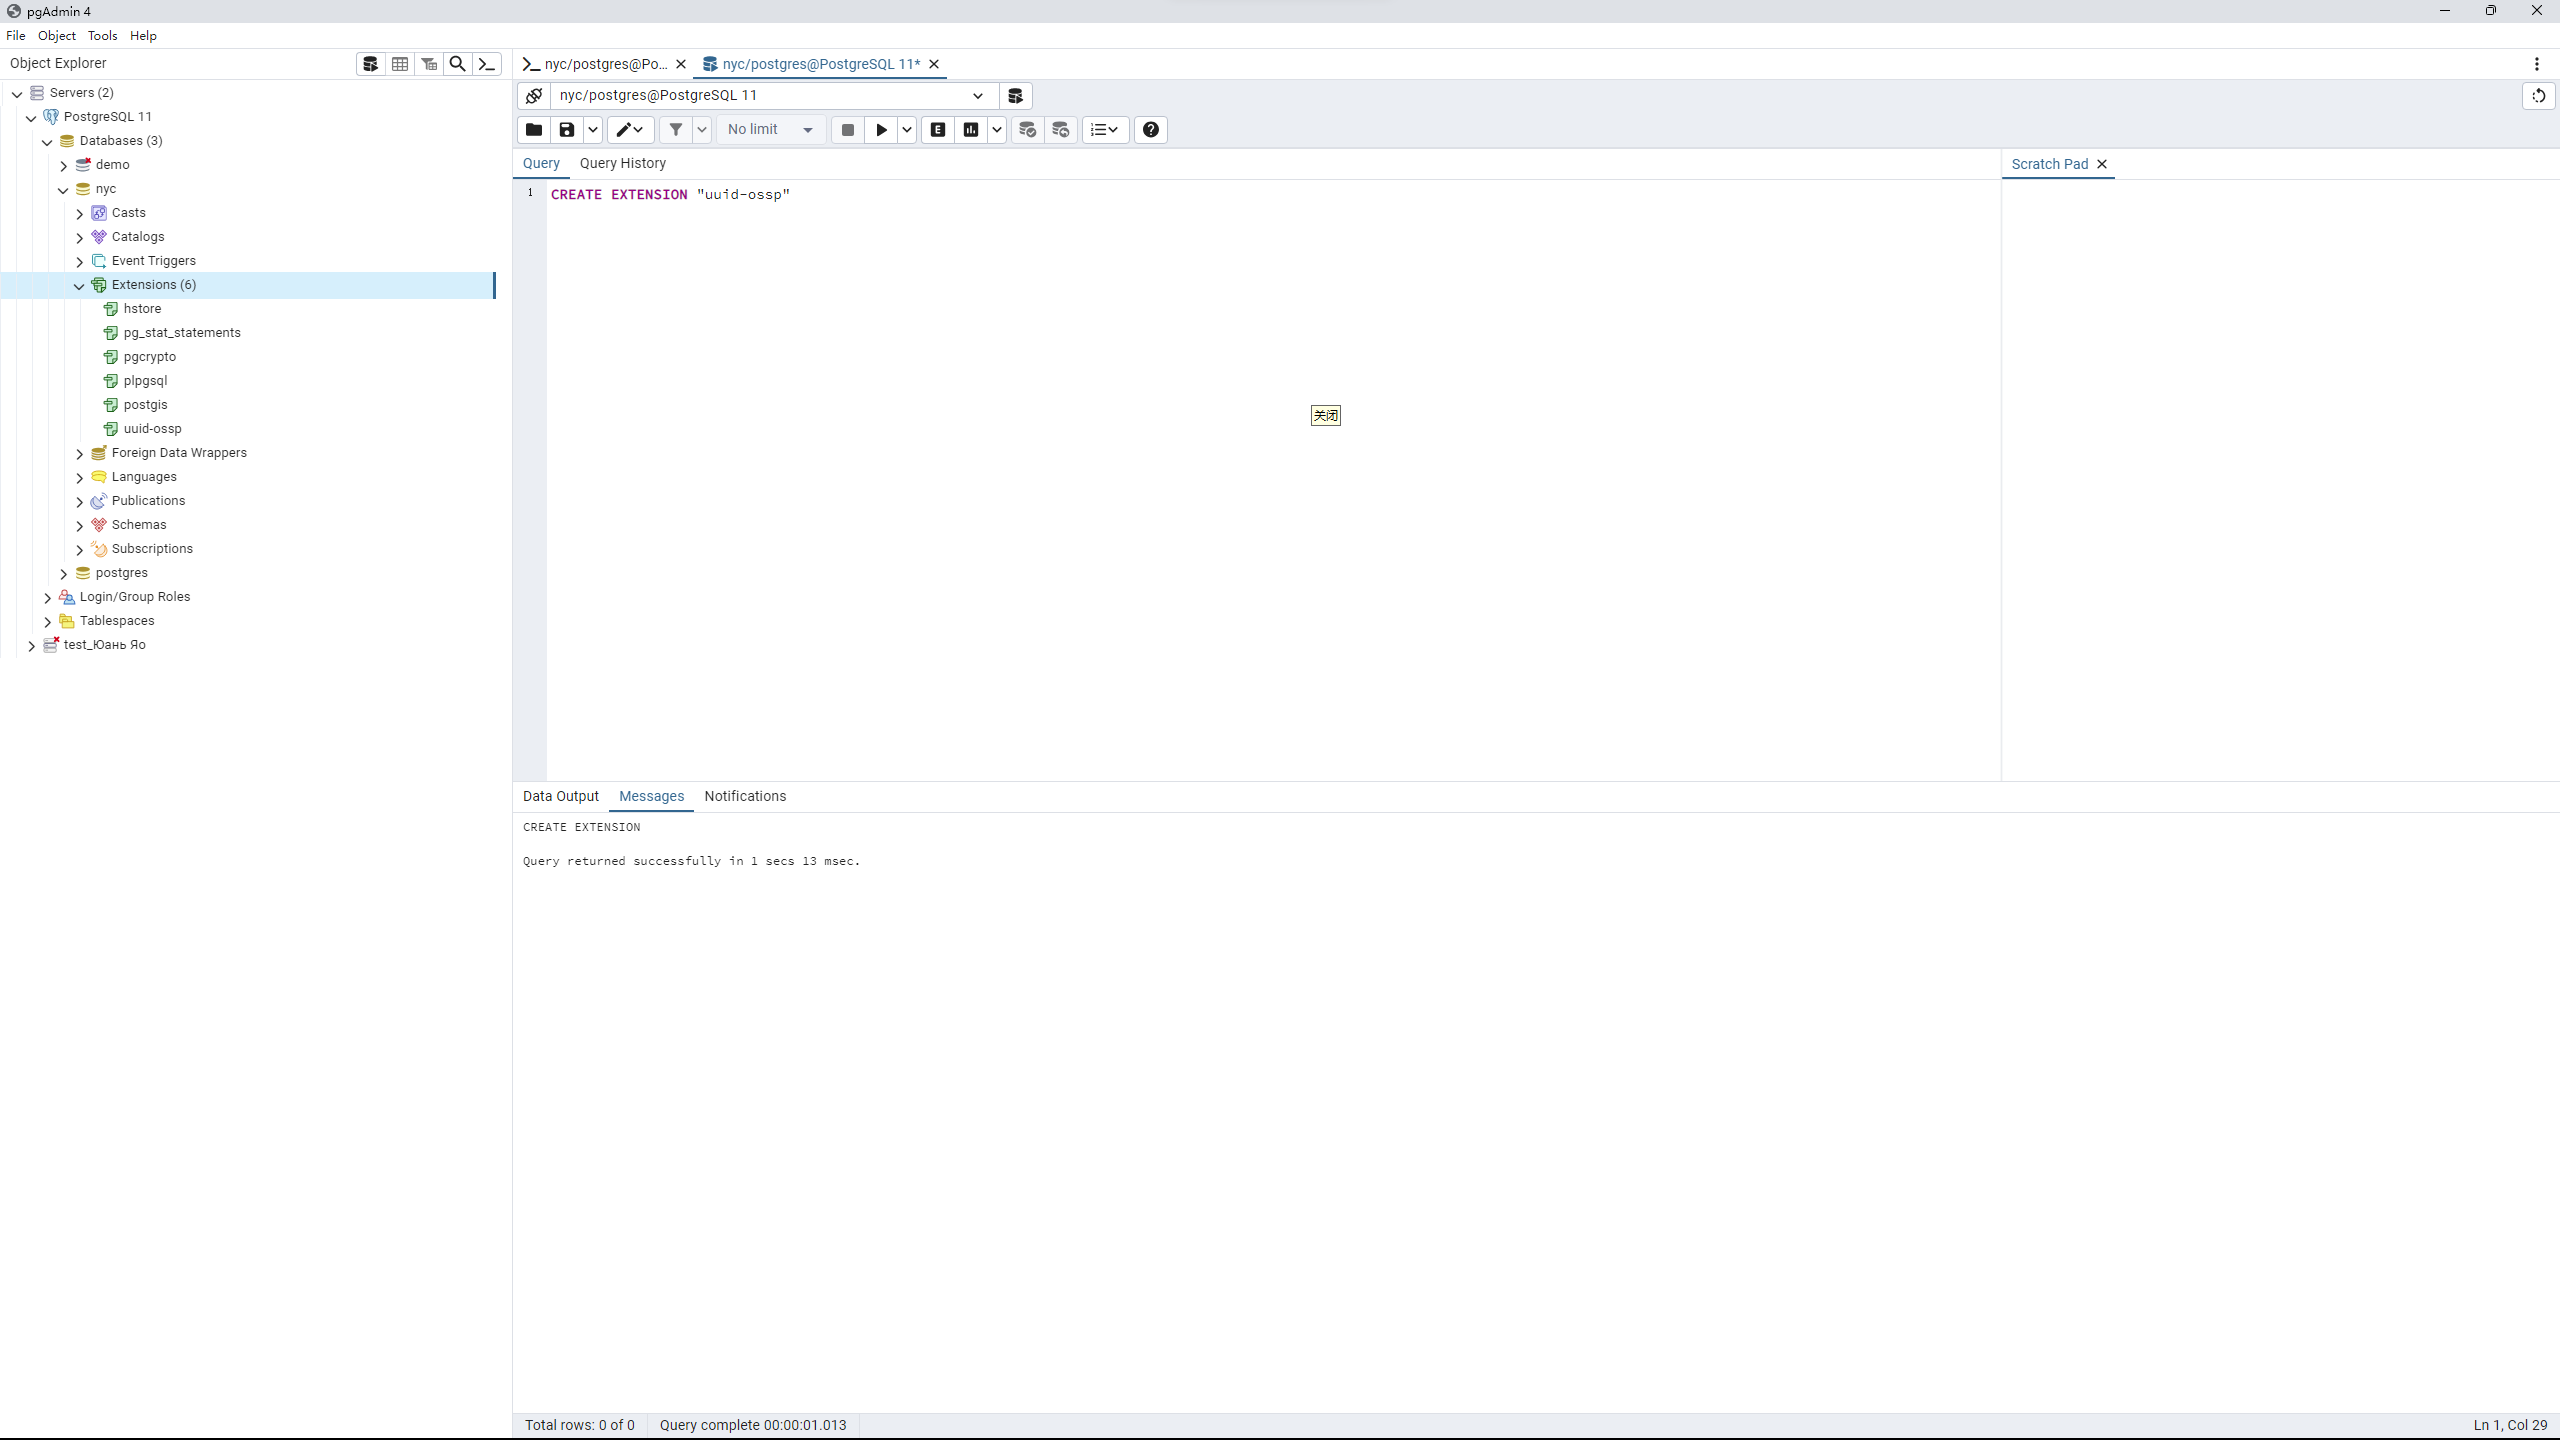 pgAdmin 4
File Object Tools Help
Object Explorer
Servers (2)
PostgreSQL 11
Databases (3)
demo
nyc
Casts
Catalogs
Event Triggers
Extensions (6)
hstore
pg_stat_statements
pgcrypto
plpgsql
postgis
uuid-ossp
Foreign Data Wrappers
Languages
Publications
Schemas
Subscriptions
postgres
Login/Group Roles
Tablespaces
test_Юань Яо
nyc/postgres@Po... nyc/postgres@PostgreSQL 11*
nyc/postgres@PostgreSQL 11
No limit E
Query Query History
Scratch Pad
1 CREATE EXTENSION "uuid-ossp"
关闭
Data Output Messages Notifications
CREATE EXTENSION
Query returned successfully in 1 secs 13 msec.
Total rows: 0 of 0 Query complete 00:00:01.013 Ln 1, Col 29